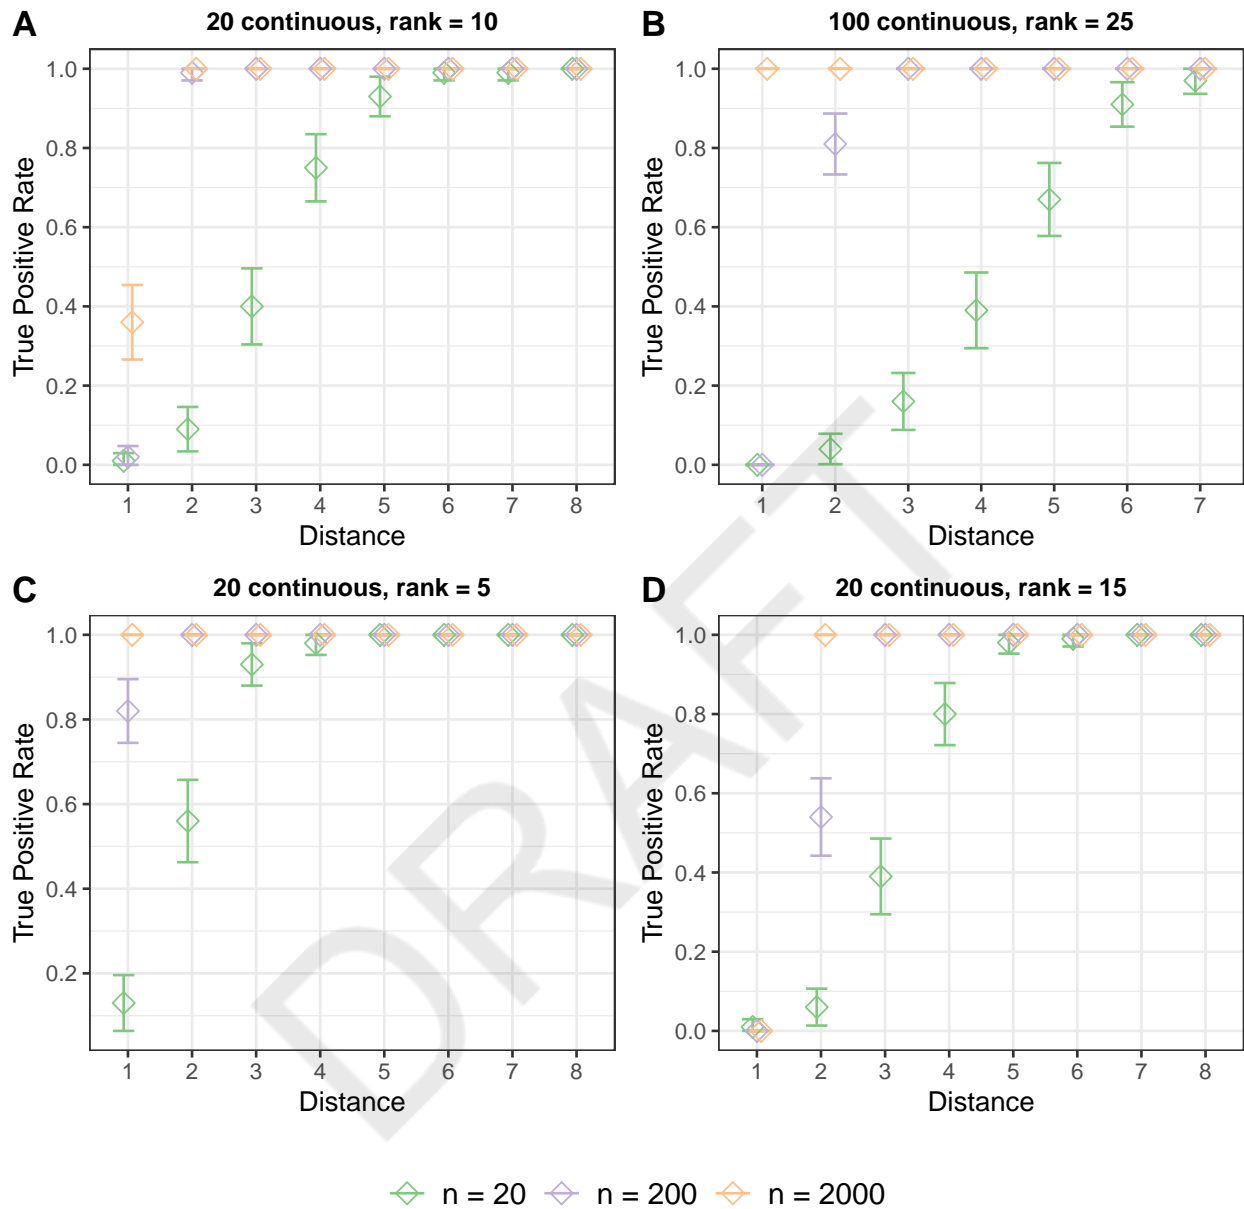 A
20 continuous, rank = 10
True Positive Rate
1.0
0.8
0.6
0.4
0.2
0.0
1 2 3 4 5 6 7 8
Distance
B
100 continuous, rank = 25
True Positive Rate
1.0
0.8
0.6
0.4
0.2
0.0
1 2 3 4 5 6 7
Distance
C
20 continuous, rank = 5
True Positive Rate
1.0
0.8
0.6
0.4
0.2
1 2 3 4 5 6 7 8
Distance
D
20 continuous, rank = 15
True Positive Rate
1.0
0.8
0.6
0.4
0.2
0.0
1 2 3 4 5 6 7 8
Distance
DRAFT
n = 20 n = 200 n = 2000